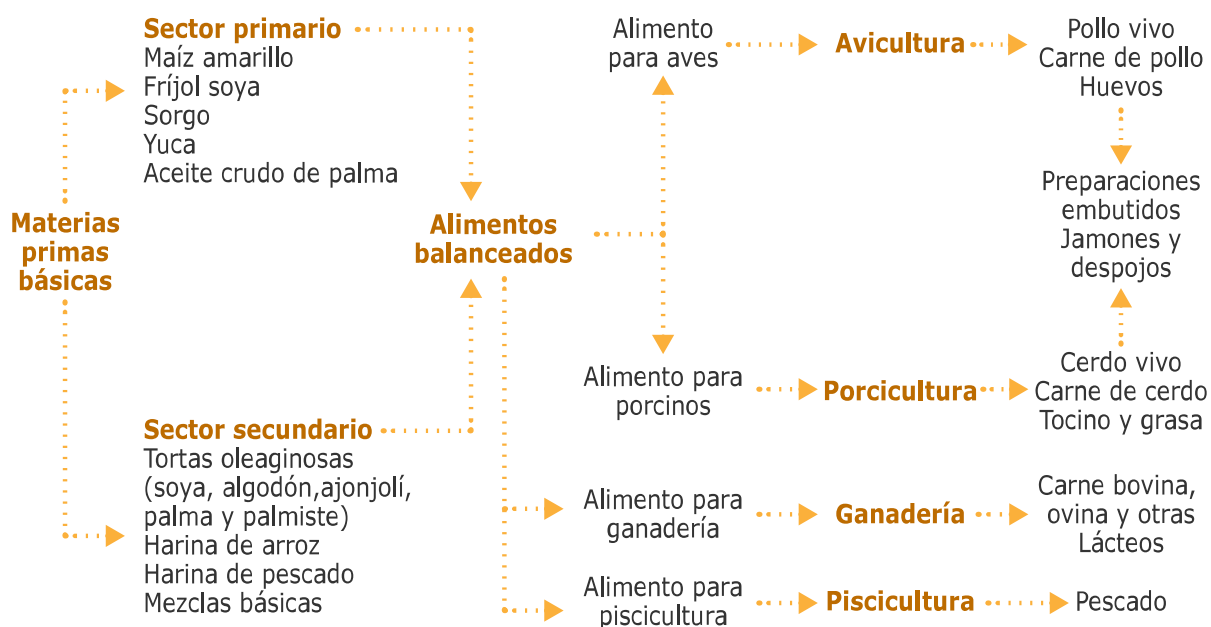 Sector primario
Maíz amarillo
Fríjol soya
Sorgo
Yuca
Aceite crudo de palma
Materias
primas
básicas
Sector secundario
Tortas oleaginosas
(soya, algodón,ajonjolí,
palma y palmiste)
Harina de arroz
Harina de pescado
Mezclas básicas
Alimentos
balanceados
Alimento
para aves
Avicultura
Pollo vivo
Carne de pollo
Huevos
Preparaciones
embutidos
Jamones y
despojos
Alimento para
porcinos
Porcicultura
Cerdo vivo
Carne de cerdo
Tocino y grasa
Alimento para
ganadería
Ganadería
Carne bovina,
ovina y otras
Lácteos
Alimento para
piscicultura
Piscicultura
Pescado